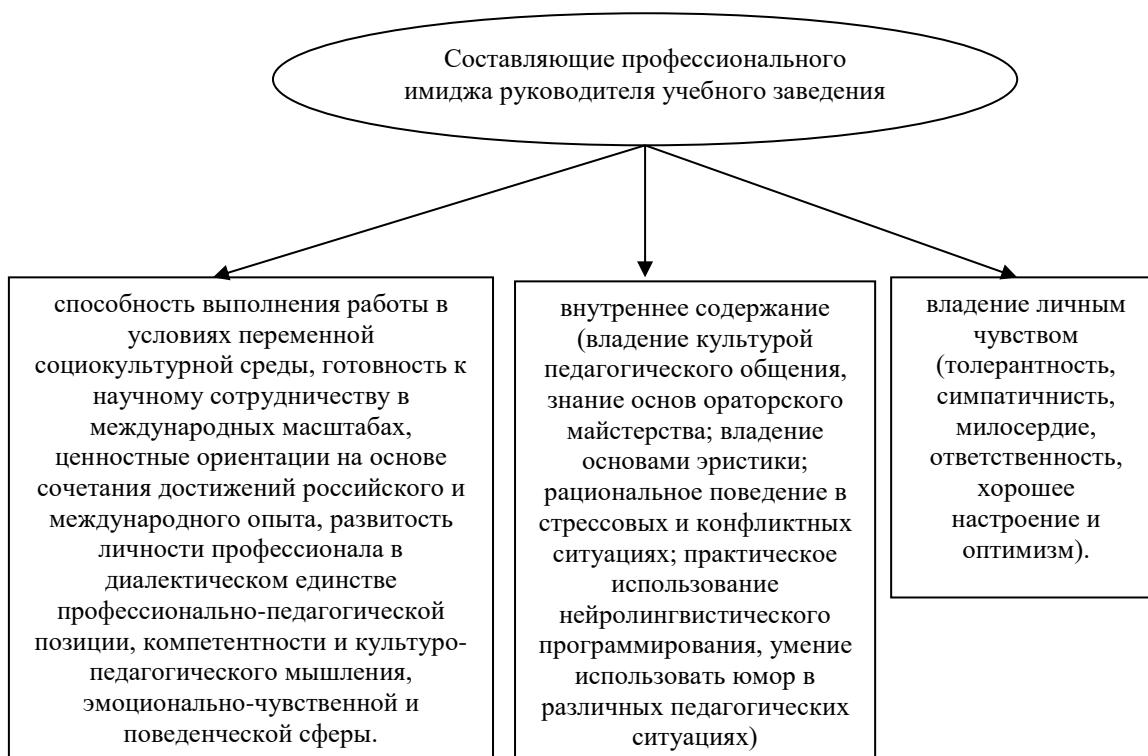 Составляющие профессионального
имиджа руководителя учебного заведения
способность выполнения работы в
условиях переменной
социокультурной среды, готовность к
научному сотрудничеству в
международных масштабах,
ценностные ориентации на основе
сочетания достижений российского и
международного опыта, развитость
личности профессионала в
диалектическом единстве
профессионально-педагогической
позиции, компетентности и культуро-
педагогического мышления,
эмоционально-чувственной и
поведенческой сферы.
внутреннее содержание
(владение культурой
педагогического общения,
знание основ ораторского
майстерства; владение
основами эристики;
рациональное поведение в
стрессовых и конфликтных
ситуациях; практическое
использование
нейролингвистического
программирования, умение
использовать юмор в
различных педагогических
ситуациях)
владение личным
чувством
(толерантность,
симпатичность,
милосердие,
ответственность,
хорошее
настроение и
оптимизм).